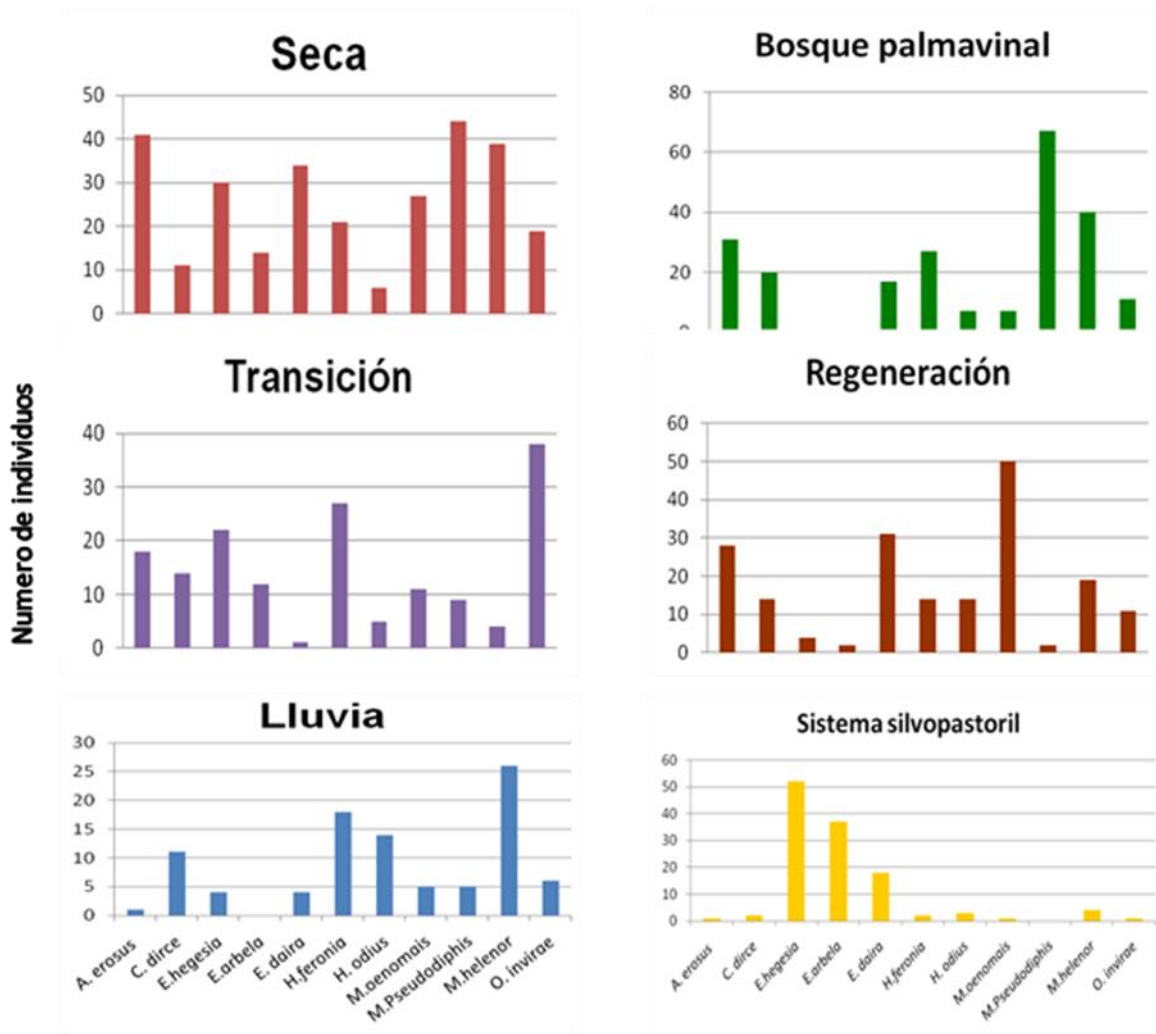 Numero de individuos
Seca
50
40
30
20
10
0
Bosque palmavinal
80
60
40
20
0
Transición
40
30
20
10
0
Regeneración
60
50
40
30
20
10
0
Lluvia
30
25
20
15
10
5
0
A. erosus
C. dirce
E.hegesia
E.arbela
E. daira
H.feronia
H. odius
M.oenomais
M.Pseudodiphis
M.helenor
O. invirae
Sistema silvopastoril
60
50
40
30
20
10
0
A. erosus
C. dirce
E.hegesia
E.arbela
E. daira
H.feronia
H. odius
M.oenomais
M.Pseudodiphis
M.helenor
O. invirae